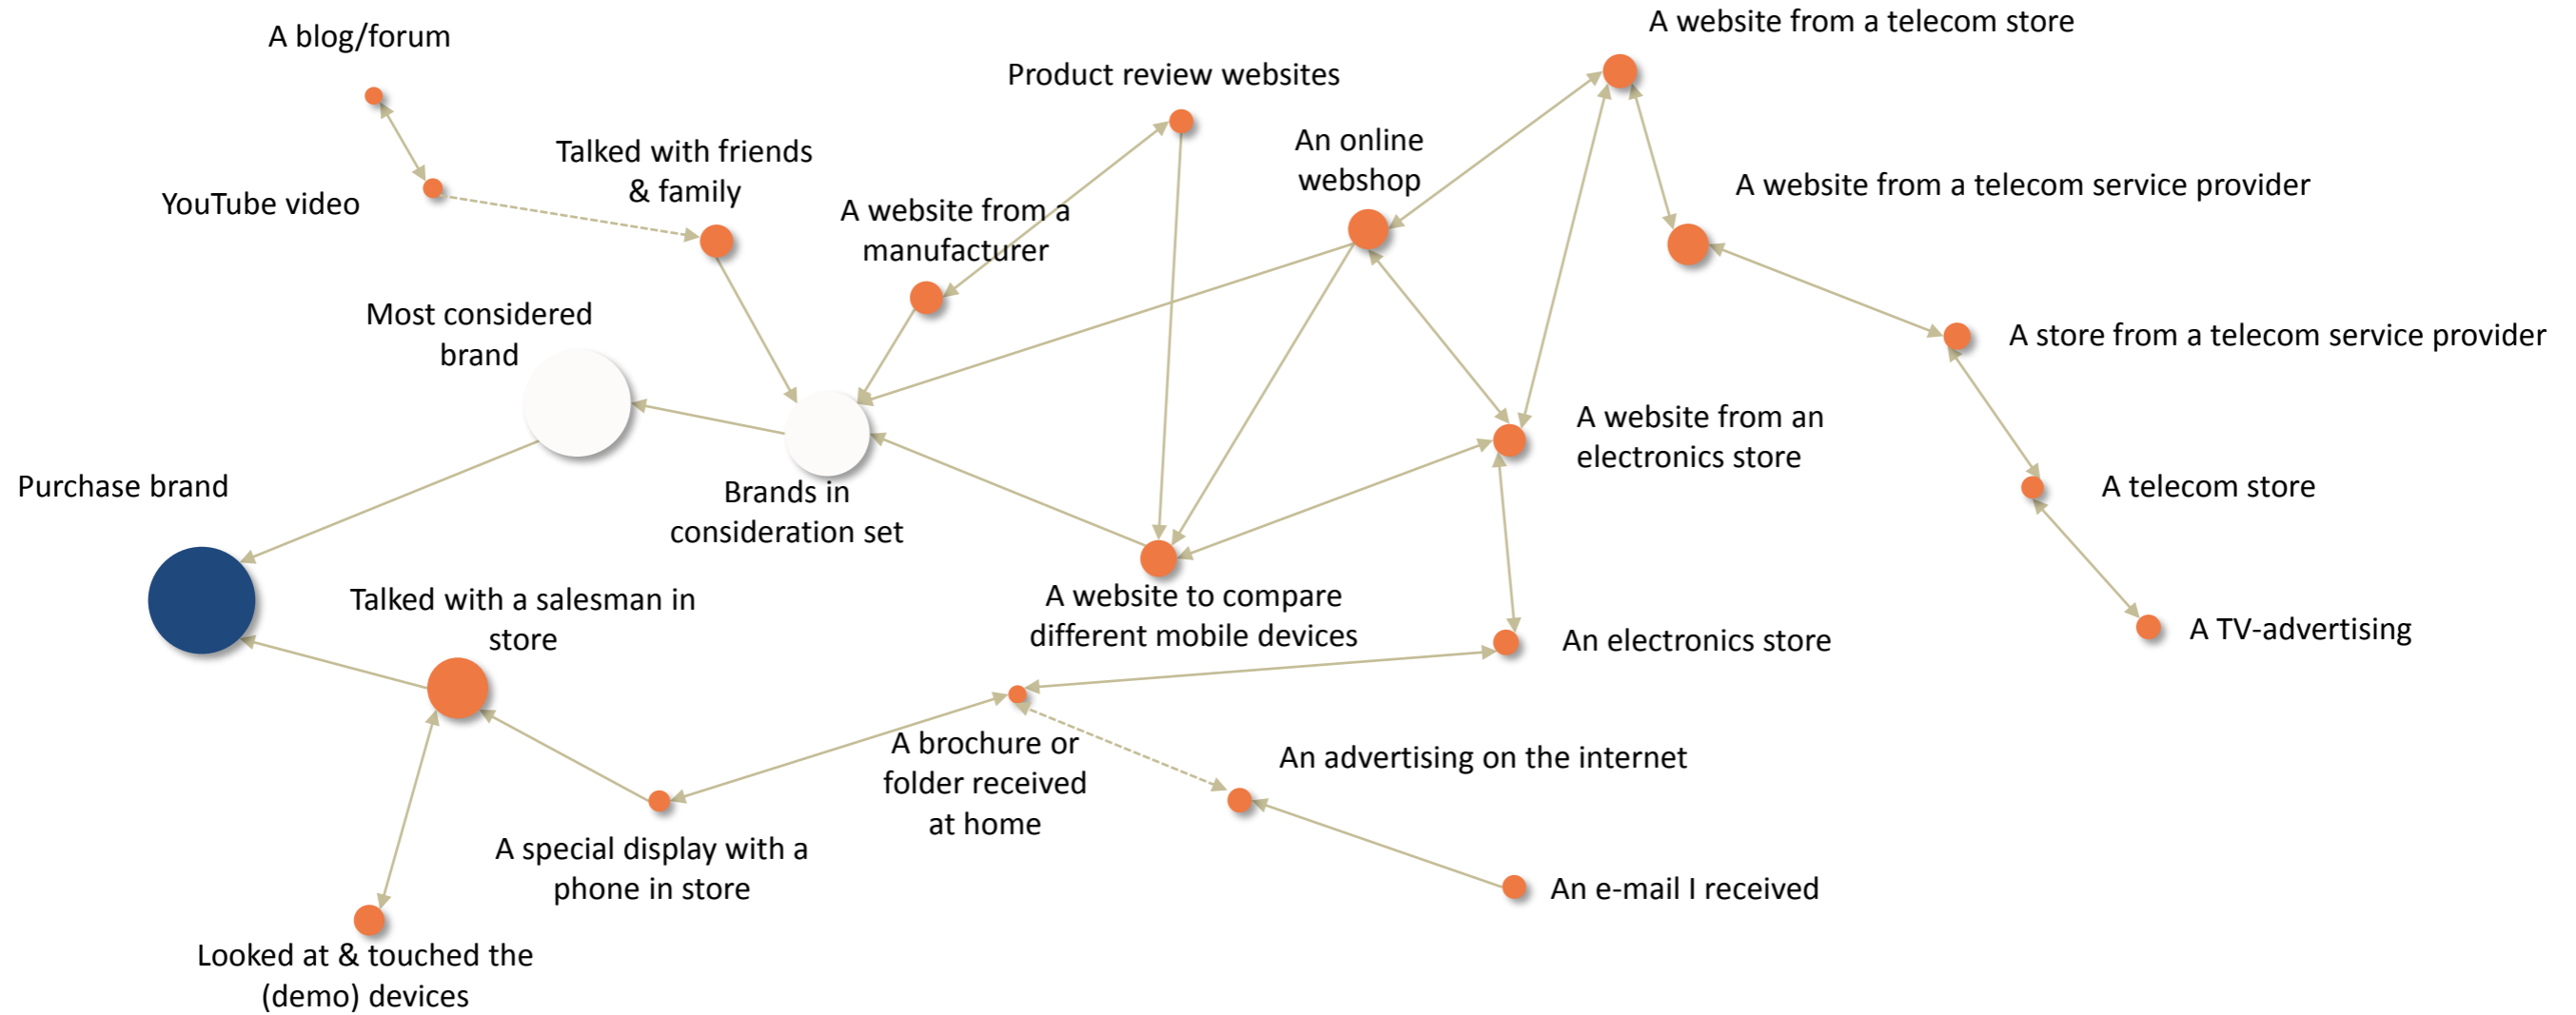 A website from a telecom store
A blog/forum
Product review websites
An online
webshop
Talked with friends
& family
A website from a telecom service provider
YouTube video
A website from a
manufacturer
Most considered
brand
A store from a telecom service provider
A website from an
electronics store
Purchase brand
Brands in
consideration set
A telecom store
Talked with a salesman in
store
A website to compare
different mobile devices
An electronics store
A TV-advertising
A brochure or
folder received
at home
An advertising on the internet
A special display with a
phone in store
An e-mail I received
Looked at & touched the
(demo) devices